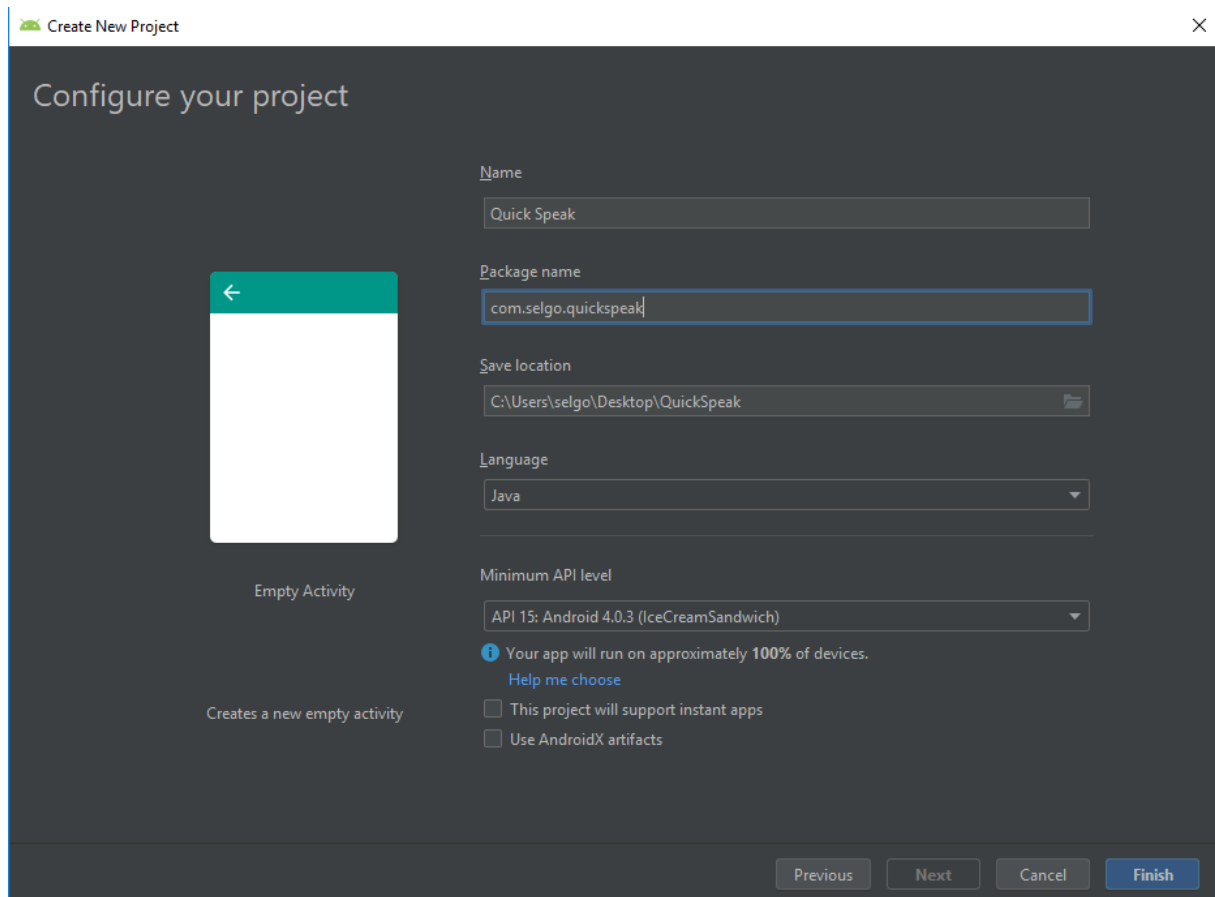 Create New Project
Configure your project
Name
Quick Speak
Package name
com.selgo.quickspeak
Save location
C:\Users\selgo\Desktop\QuickSpeak
Language
Java
Empty Activity
Creates a new empty activity
Minimum API level
API 15: Android 4.0.3 (IceCreamSandwich)
Your app will run on approximately 100% of devices.
Help me choose
This project will support instant apps
Use AndroidX artifacts
Previous
Next
Cancel
Finish